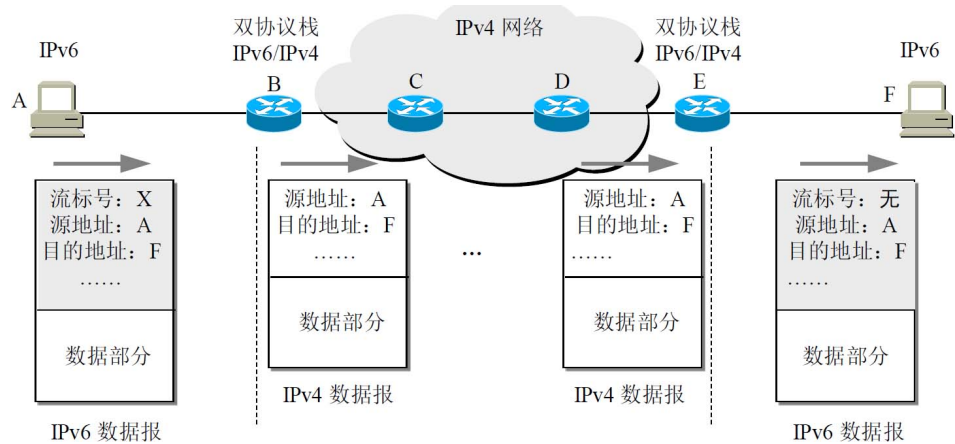 IPv6
双协议栈
IPv6/IPv4
IPv4 网络
双协议栈
IPv6/IPv4
IPv6
A
B
C
D
E
F
流标号：X
源地址：A
目的地址：F
……
数据部分
IPv6 数据报
源地址：A
目的地址：F
……
数据部分
IPv4 数据报
...
源地址：A
目的地址：F
……
数据部分
IPv4 数据报
流标号：无
源地址：A
目的地址：F
……
数据部分
IPv6 数据报